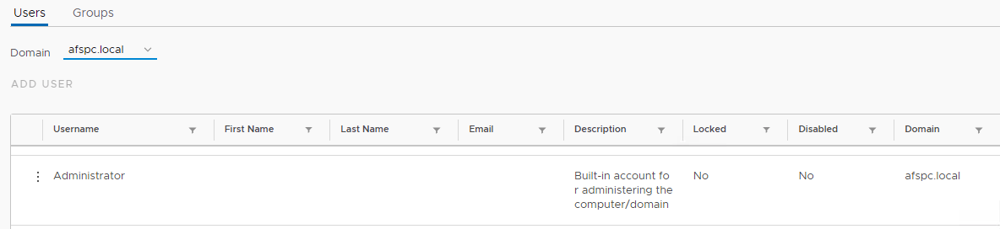 Users Groups
Domain afspc.local
ADD USER
Username First Name Last Name Email Description Locked Disabled Domain
Administrator Built-in account fo No No afspc.local
r administering the
computer/domain